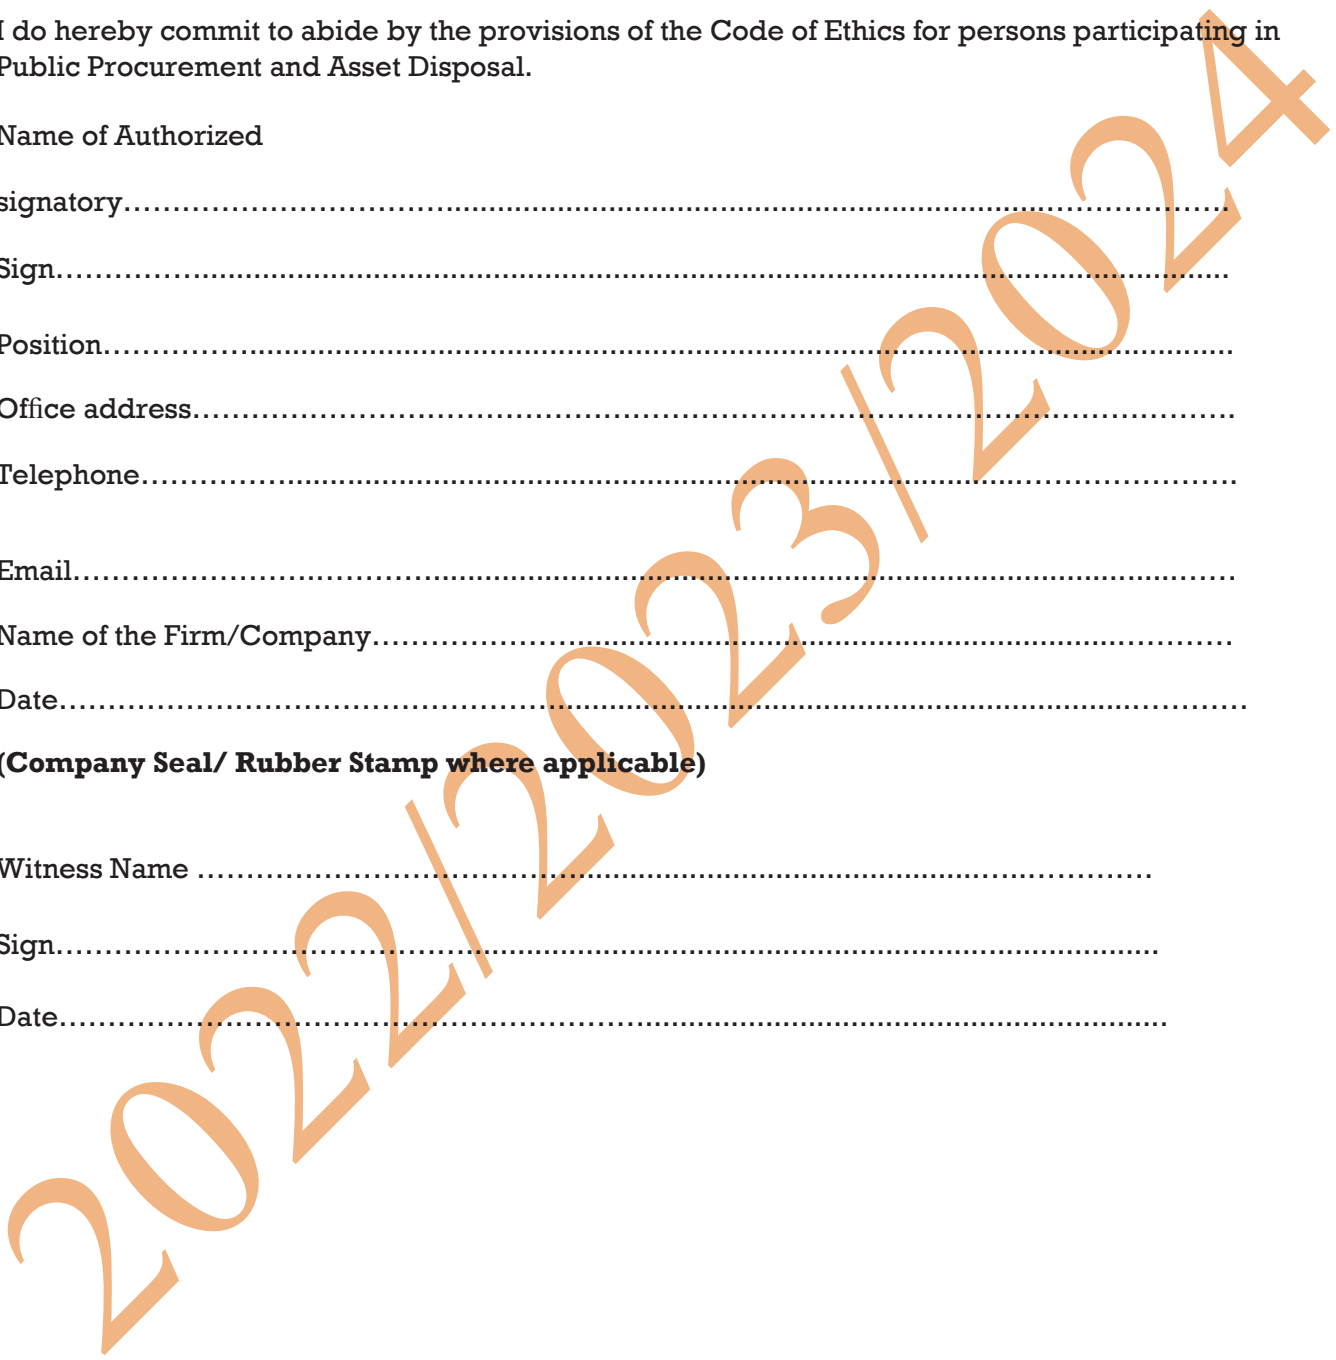 I do hereby commit to abide by the provisions of the Code of Ethics for persons participating in
Public Procurement and Asset Disposal.
Name of Authorized
signatory........................................................................................................................
Sign........................................................................................................................
Position........................................................................................................................
Office address........................................................................................................................
Telephone........................................................................................................................
Email........................................................................................................................
Name of the Firm/Company........................................................................................................................
Date........................................................................................................................
(Company Seal/ Rubber Stamp where applicable)
Witness Name ........................................................................................................................
Sign........................................................................................................................
Date........................................................................................................................
2022/2023/2024